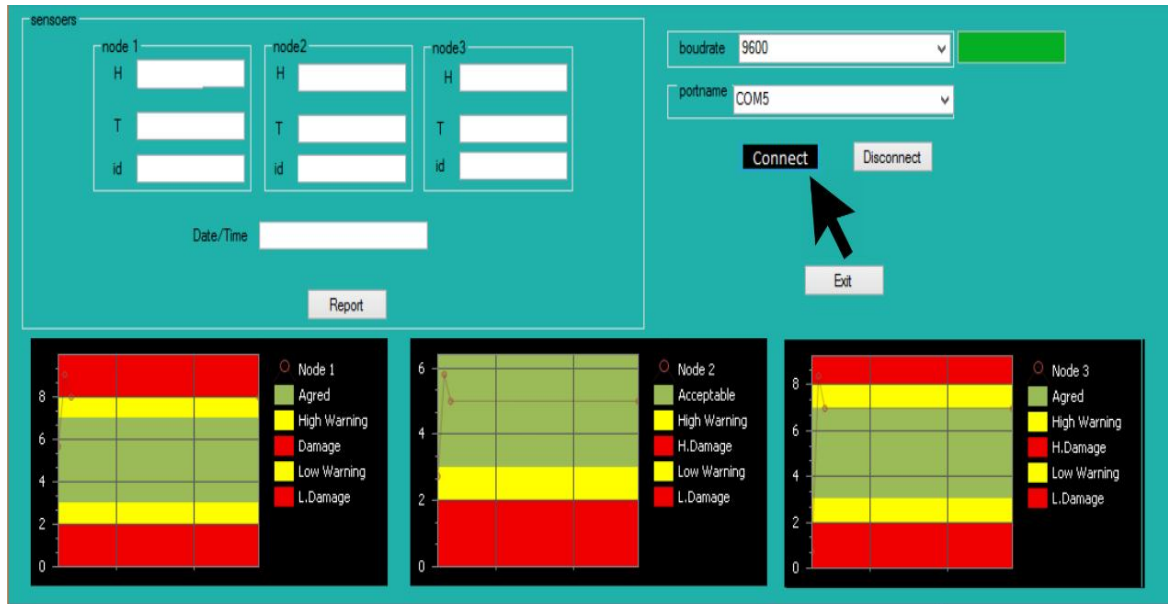 sensoers
node 1
H
T
id
node2
H
T
id
node3
H
T
id
Date/Time
Report
boudrate 9600
portname COM5
Connect
Disconnect
Exit
8
6
4
2
0
Node 1
Agred
High Warning
Damage
Low Warning
L.Damage
6
4
2
0
Node 2
Acceptable
High Warning
H.Damage
Low Warning
L.Damage
8
6
4
2
0
Node 3
Agred
High Warning
H.Damage
Low Warning
L.Damage